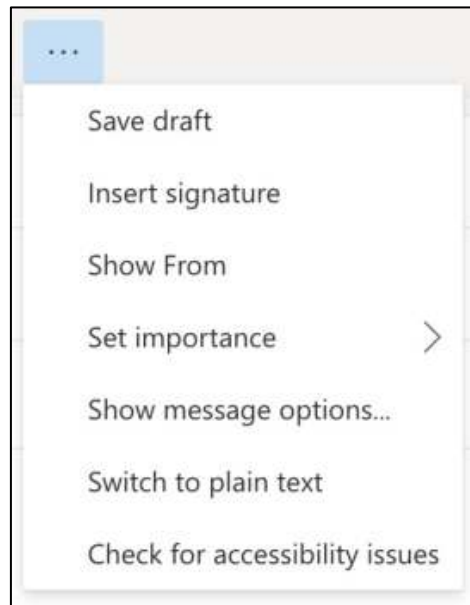 ...
Save draft
Insert signature
Show From
Set importance
Show message options...
Switch to plain text
Check for accessibility issues